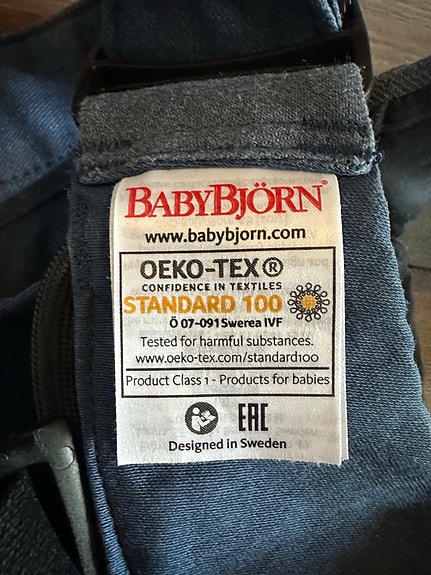 BABYBJÖRN®
www.babybjorn.com
OEKO-TEX®
CONFIDENCE IN TEXTILES
STANDARD 100
Ö 07-091 Swerea IVF
Tested for harmful substances.
www.oeko-tex.com/standard100
Product Class 1 - Products for babies
EAC
Designed in Sweden